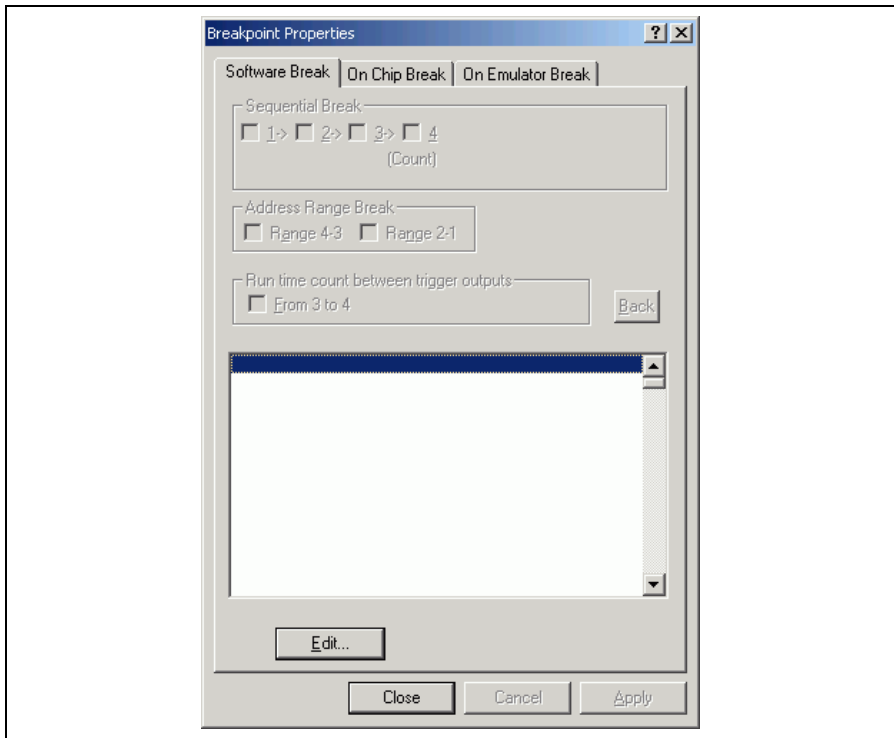 Breakpoint Properties
Software Break On Chip Break On Emulator Break
Sequential Break
1-> 2-> 3-> 4
(Count)
Address Range Break
Range 4-3 Range 2-1
Run time count between trigger outputs
From 3 to 4
Back
Edit...
Close Cancel Apply